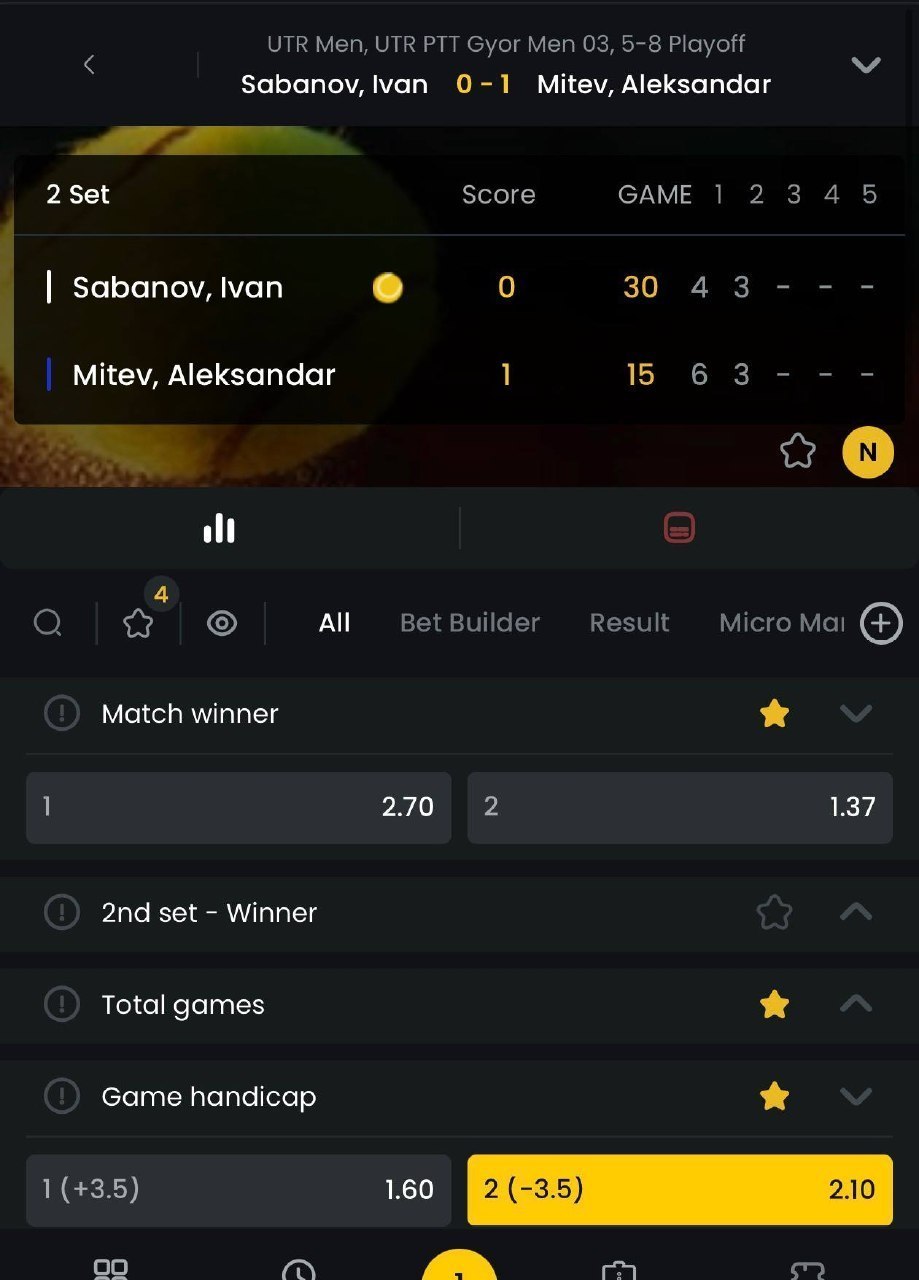 UTR Men, UTR PTT Gyor Men 03, 5-8 Playoff
Sabanov, Ivan 0 - 1 Mitev, Aleksandar
2 Set Score GAME 1 2 3 4 5
Sabanov, Ivan 0 30 4 3 - - -
Mitev, Aleksandar 1 15 6 3 - - -
N
4
All Bet Builder Result Micro Mar
Match winner
1 2.70 2 1.37
2nd set - Winner
Total games
Game handicap
1 (+3.5) 1.60 2 (-3.5) 2.10
1